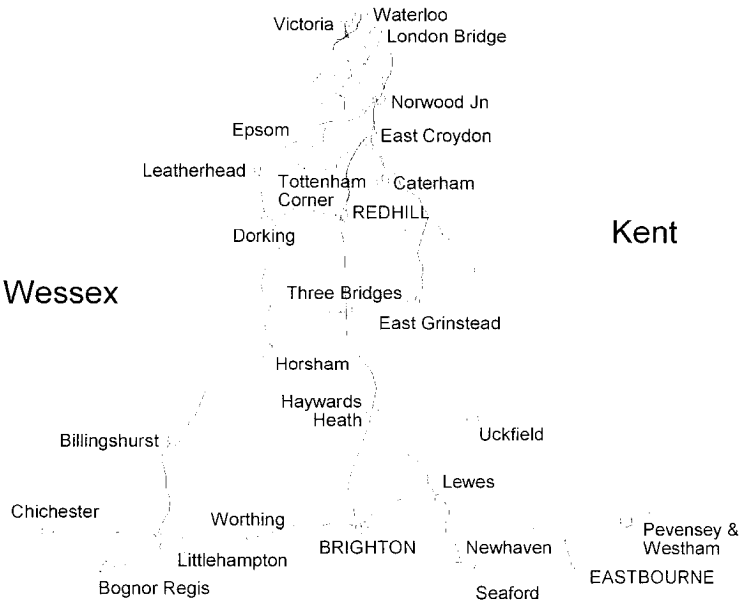 Waterloo
Victoria
London Bridge
Norwood Jn
Epsom
East Croydon
Leatherhead
Tottenham
Corner
Caterham
REDHILL
Dorking
Kent
Wessex
Three Bridges
East Grinstead
Horsham
Haywards
Heath
Billingshurst
Uckfield
Lewes
Chichester
Worthing
BRIGHTON
Newhaven
Pevensey &
Westham
Littlehampton
Bognor Regis
EASTBOURNE
Seaford